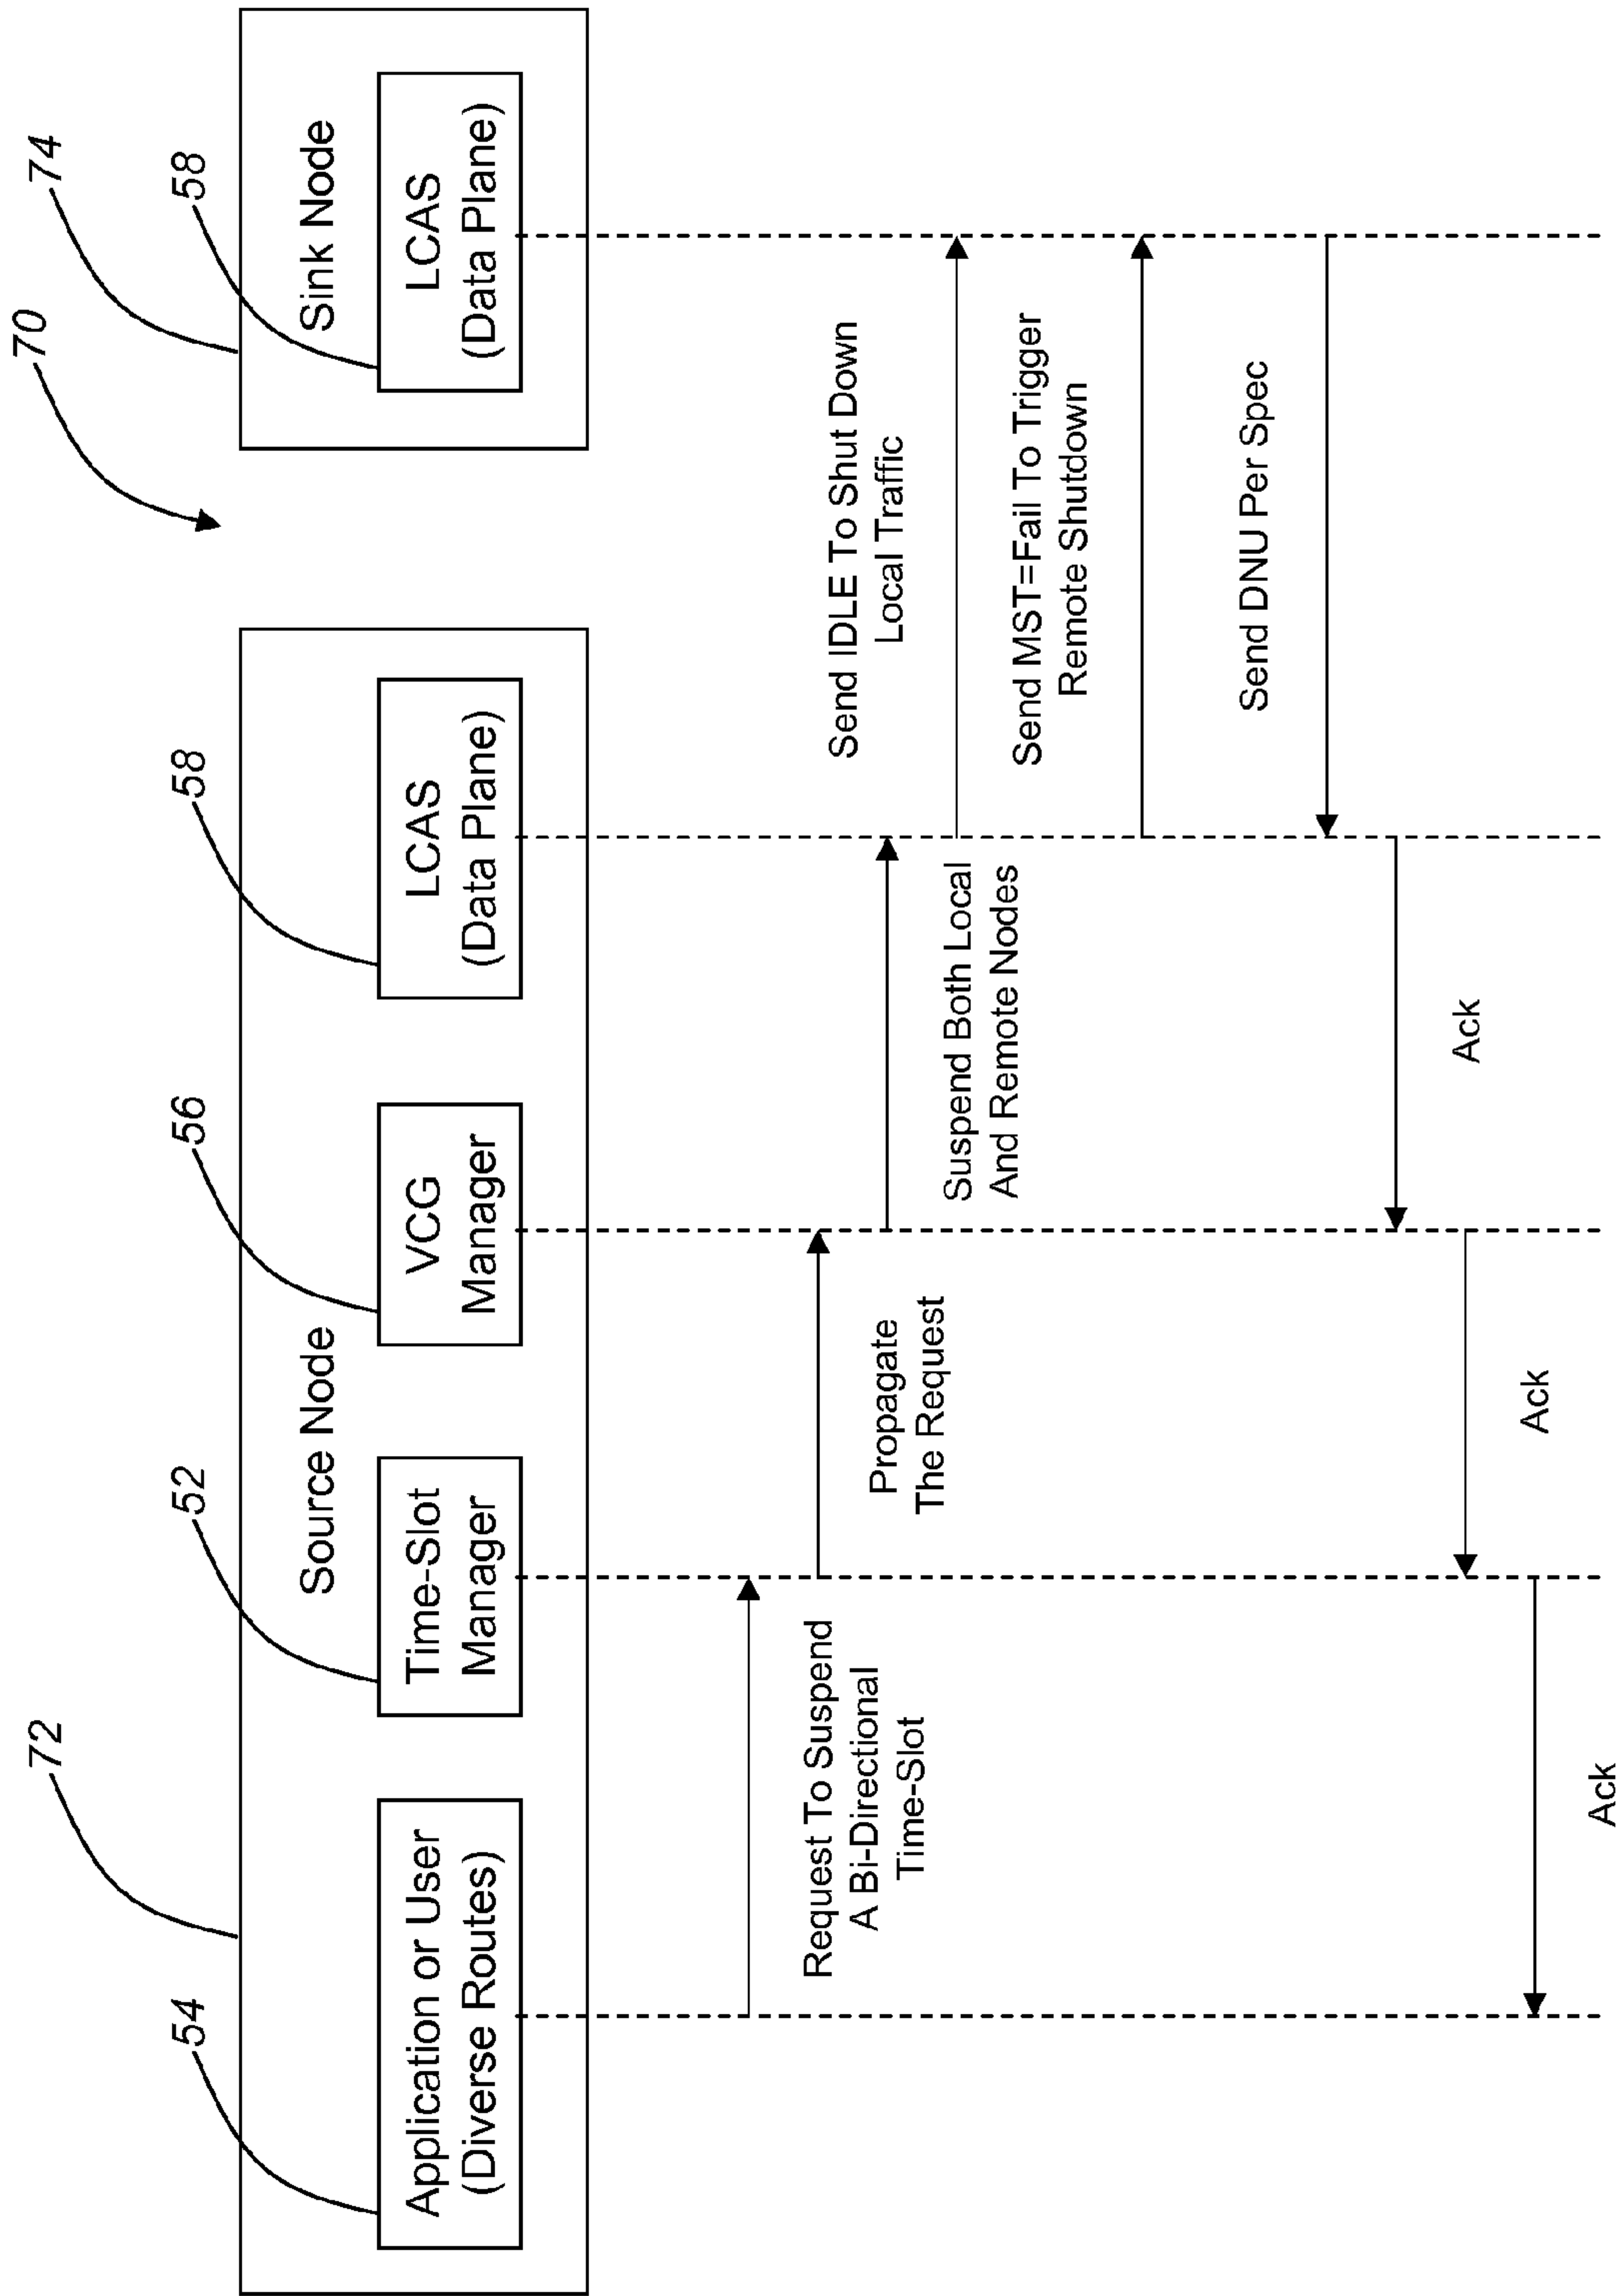 70
72
74
54
52
56
58
58
Source Node
Sink Node
Application or User
(Diverse Routes)
Time-Slot
Manager
VCG
Manager
LCAS
(Data Plane)
LCAS
(Data Plane)
Request To Suspend
A Bi-Directional
Time-Slot
Propagate
The Request
Suspend Both Local
And Remote Nodes
Send IDLE To Shut Down
Local Traffic
Send MST=Fail To Trigger
Remote Shutdown
Send DNU Per Spec
Ack
Ack
Ack